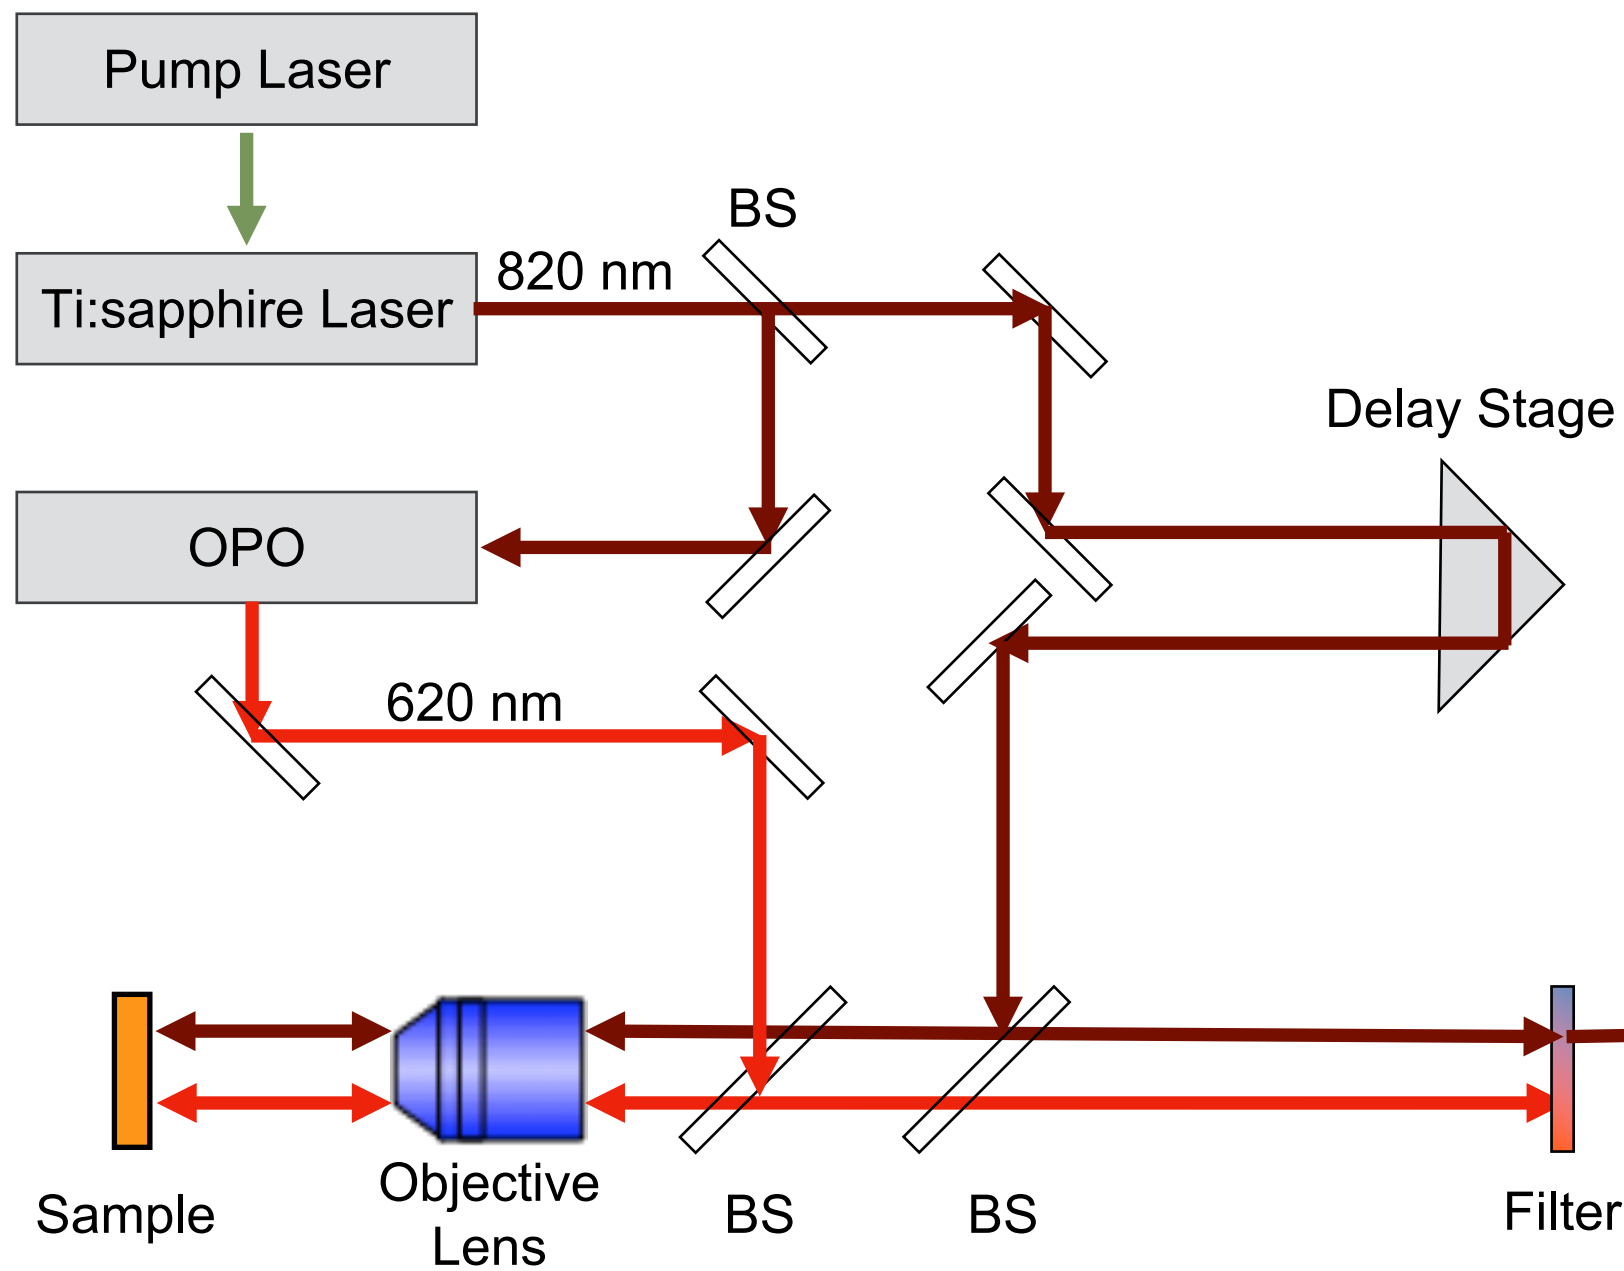 Pump Laser
BS
820 nm
Ti:sapphire Laser
Delay Stage
OPO
620 nm
Objective
Lens
Sample
BS
BS
Filter